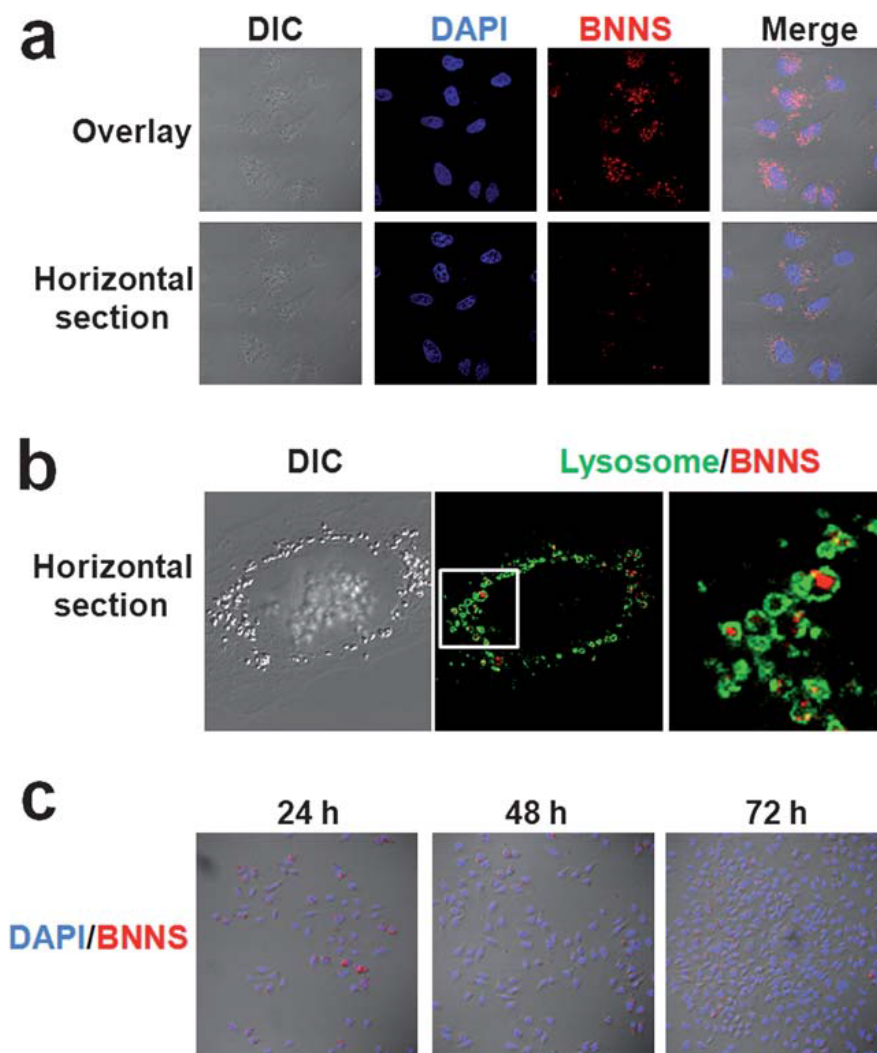 a
DIC DAPI BNNS Merge
Overlay
Horizontal
section
b
DIC Lysosome/BNNS
Horizontal
section
c
24 h 48 h 72 h
DAPI/BNNS